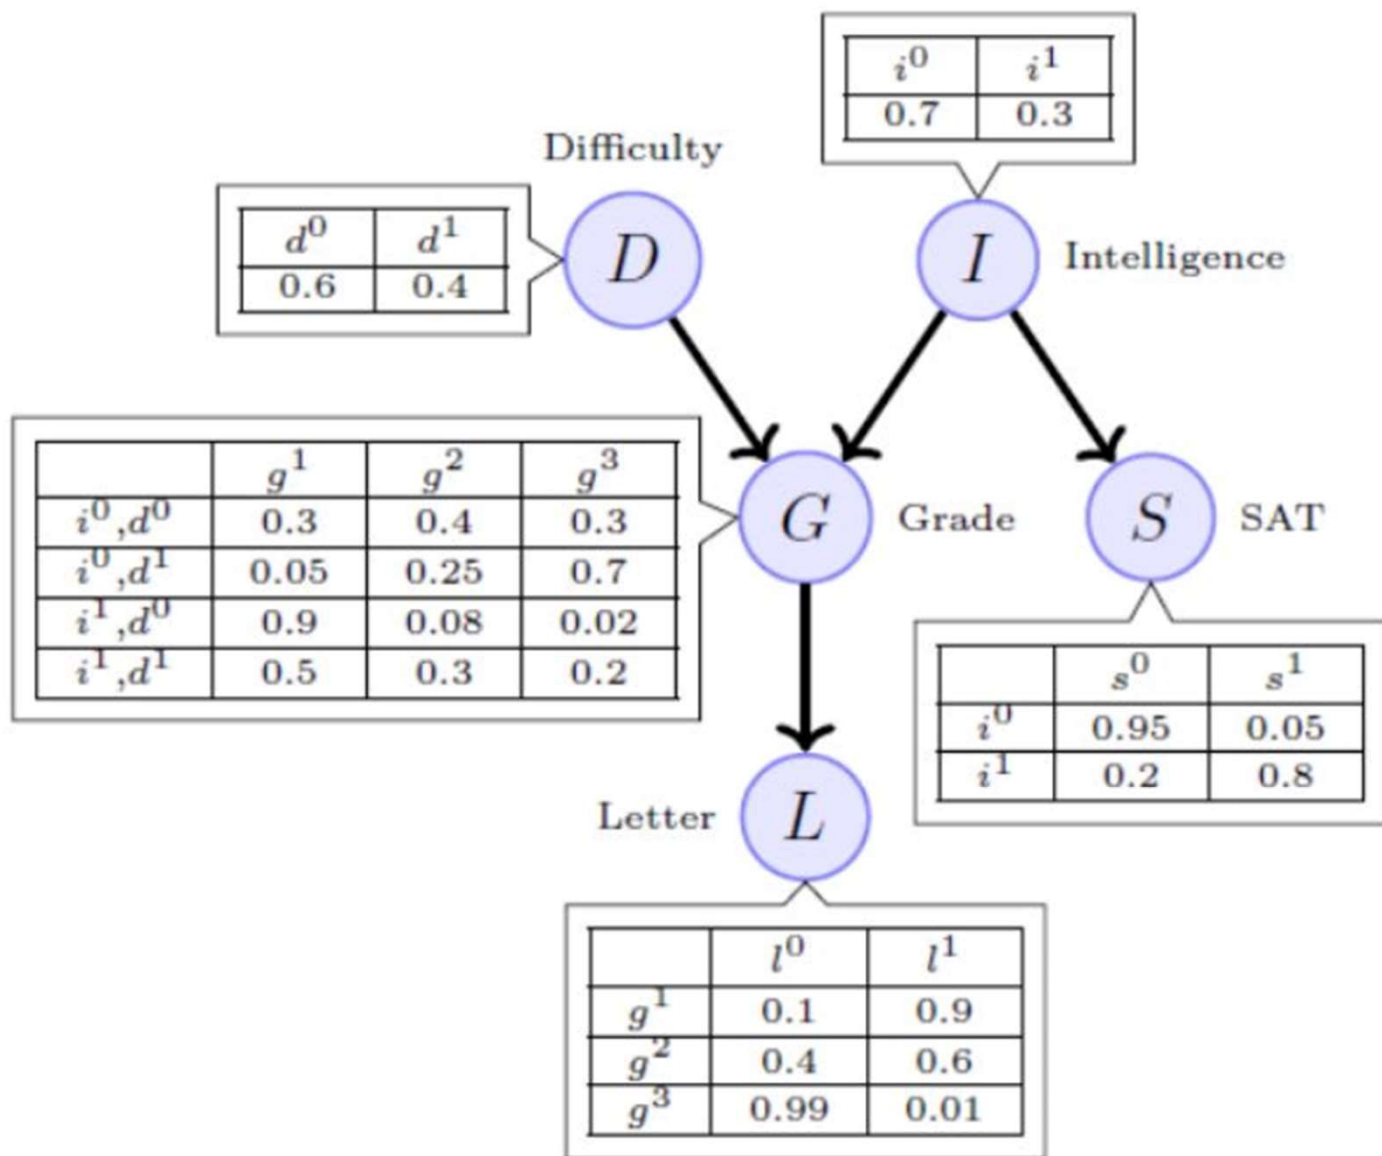 i⁰ i¹
0.7 0.3
Difficulty
d⁰ d¹
0.6 0.4
D
I
Intelligence
g¹ g² g³
i⁰,d⁰ 0.3 0.4 0.3
i⁰,d¹ 0.05 0.25 0.7
i¹,d⁰ 0.9 0.08 0.02
i¹,d¹ 0.5 0.3 0.2
G
Grade
S
SAT
s⁰ s¹
i⁰ 0.95 0.05
i¹ 0.2 0.8
Letter
L
l⁰ l¹
g¹ 0.1 0.9
g² 0.4 0.6
g³ 0.99 0.01